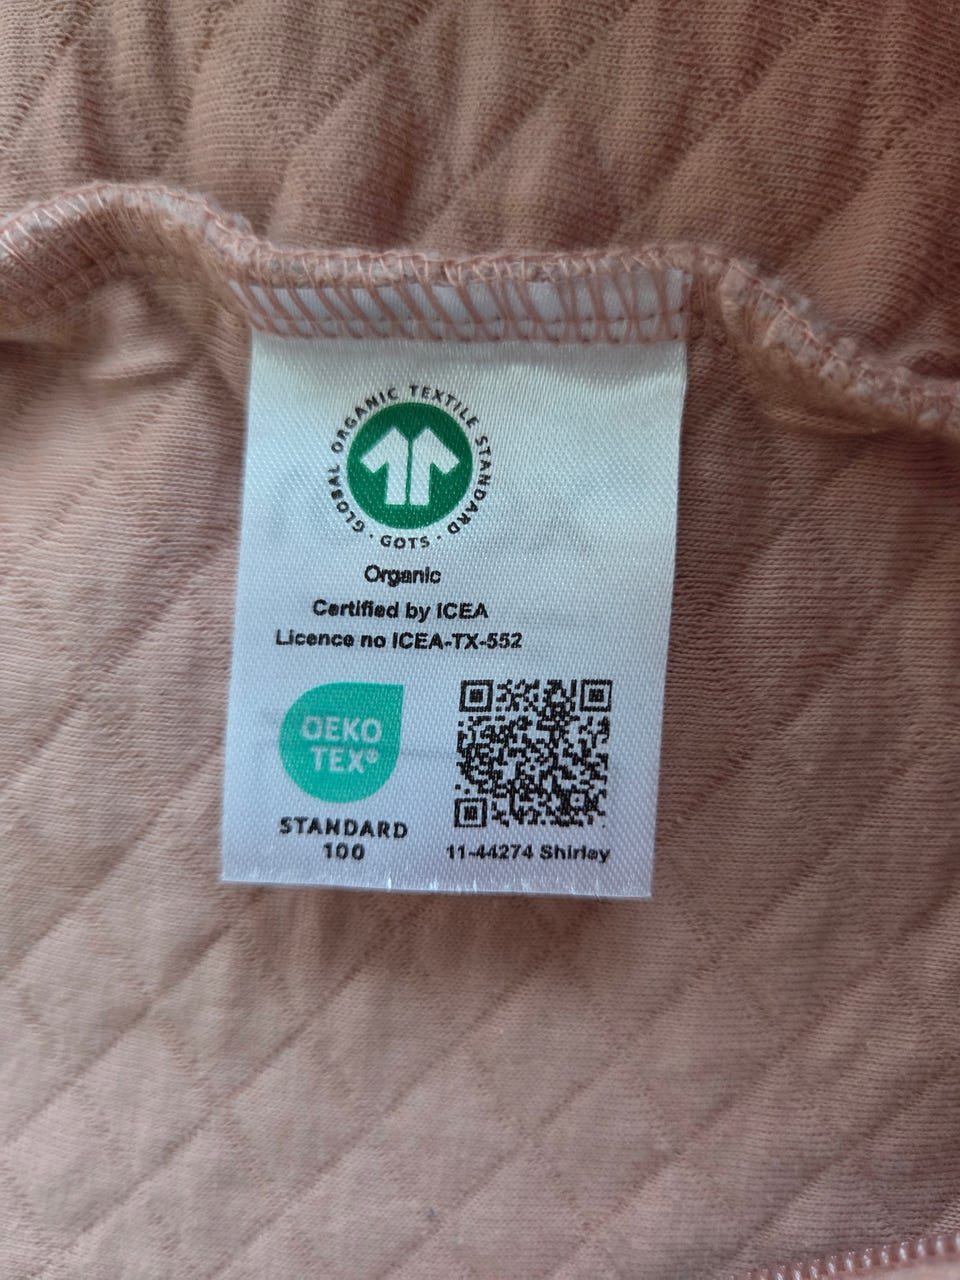 GLOBAL ORGANIC TEXTILE STANDARD · GOTS ·
Organic
Certified by ICEA
Licence no ICEA-TX-552
OEKO
TEX®
STANDARD
100
11-44274 Shirley